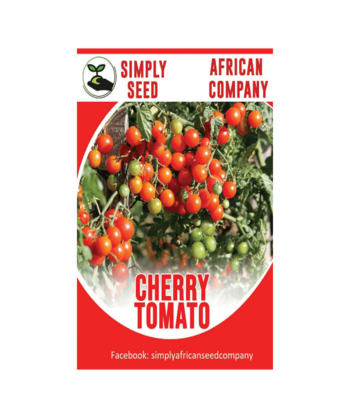 SIMPLY AFRICAN
SEED COMPANY
CHERRY
TOMATO
Facebook: simplyafricanseedcompany